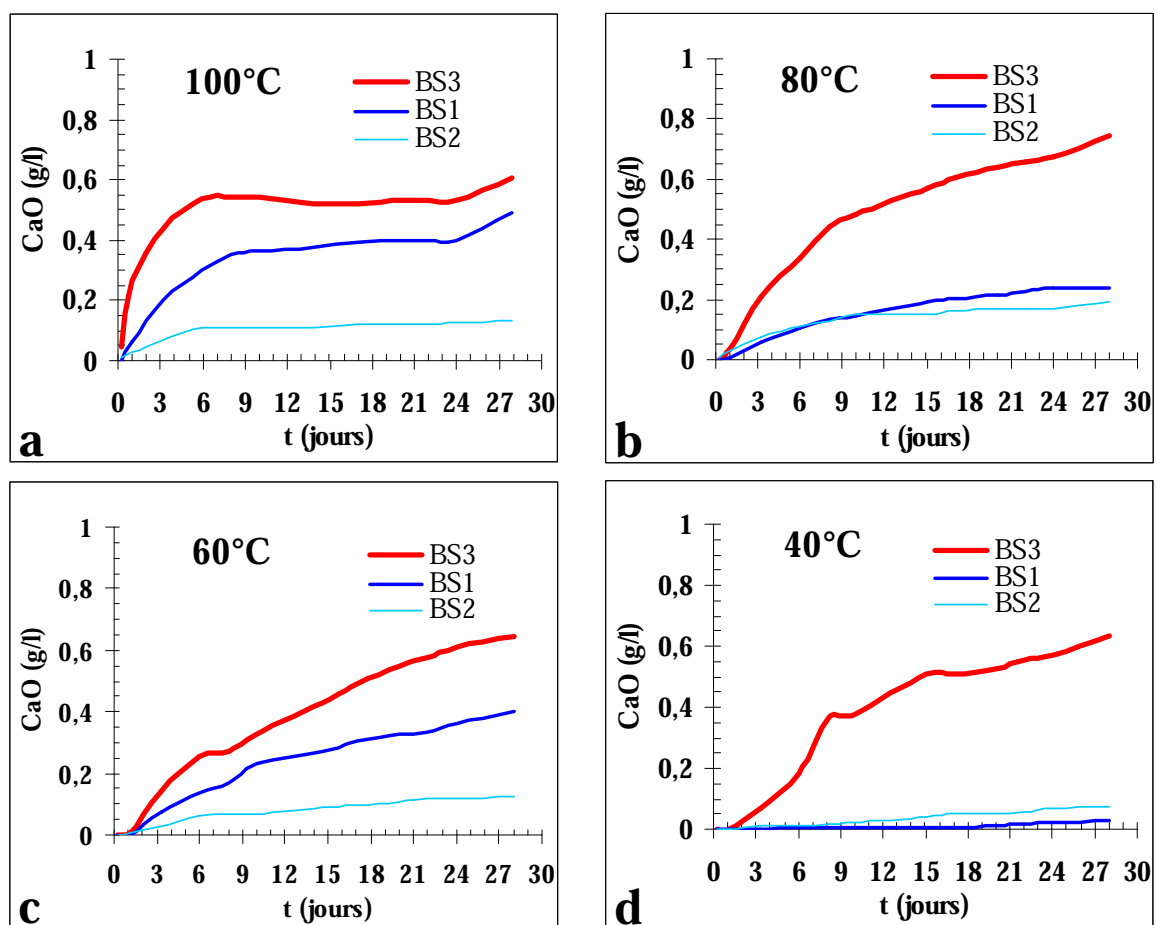 100°C
BS3
BS1
BS2
CaO (g/l)
1
0,8
0,6
0,4
0,2
0
0 3 6 9 12 15 18 21 24 27 30
t (jours)
a
80°C
BS3
BS1
BS2
CaO (g/l)
1
0,8
0,6
0,4
0,2
0
0 3 6 9 12 15 18 21 24 27 30
t (jours)
b
60°C
BS3
BS1
BS2
CaO (g/l)
1
0,8
0,6
0,4
0,2
0
0 3 6 9 12 15 18 21 24 27 30
t (jours)
c
40°C
BS3
BS1
BS2
CaO (g/l)
1
0,8
0,6
0,4
0,2
0
0 3 6 9 12 15 18 21 24 27 30
t (jours)
d